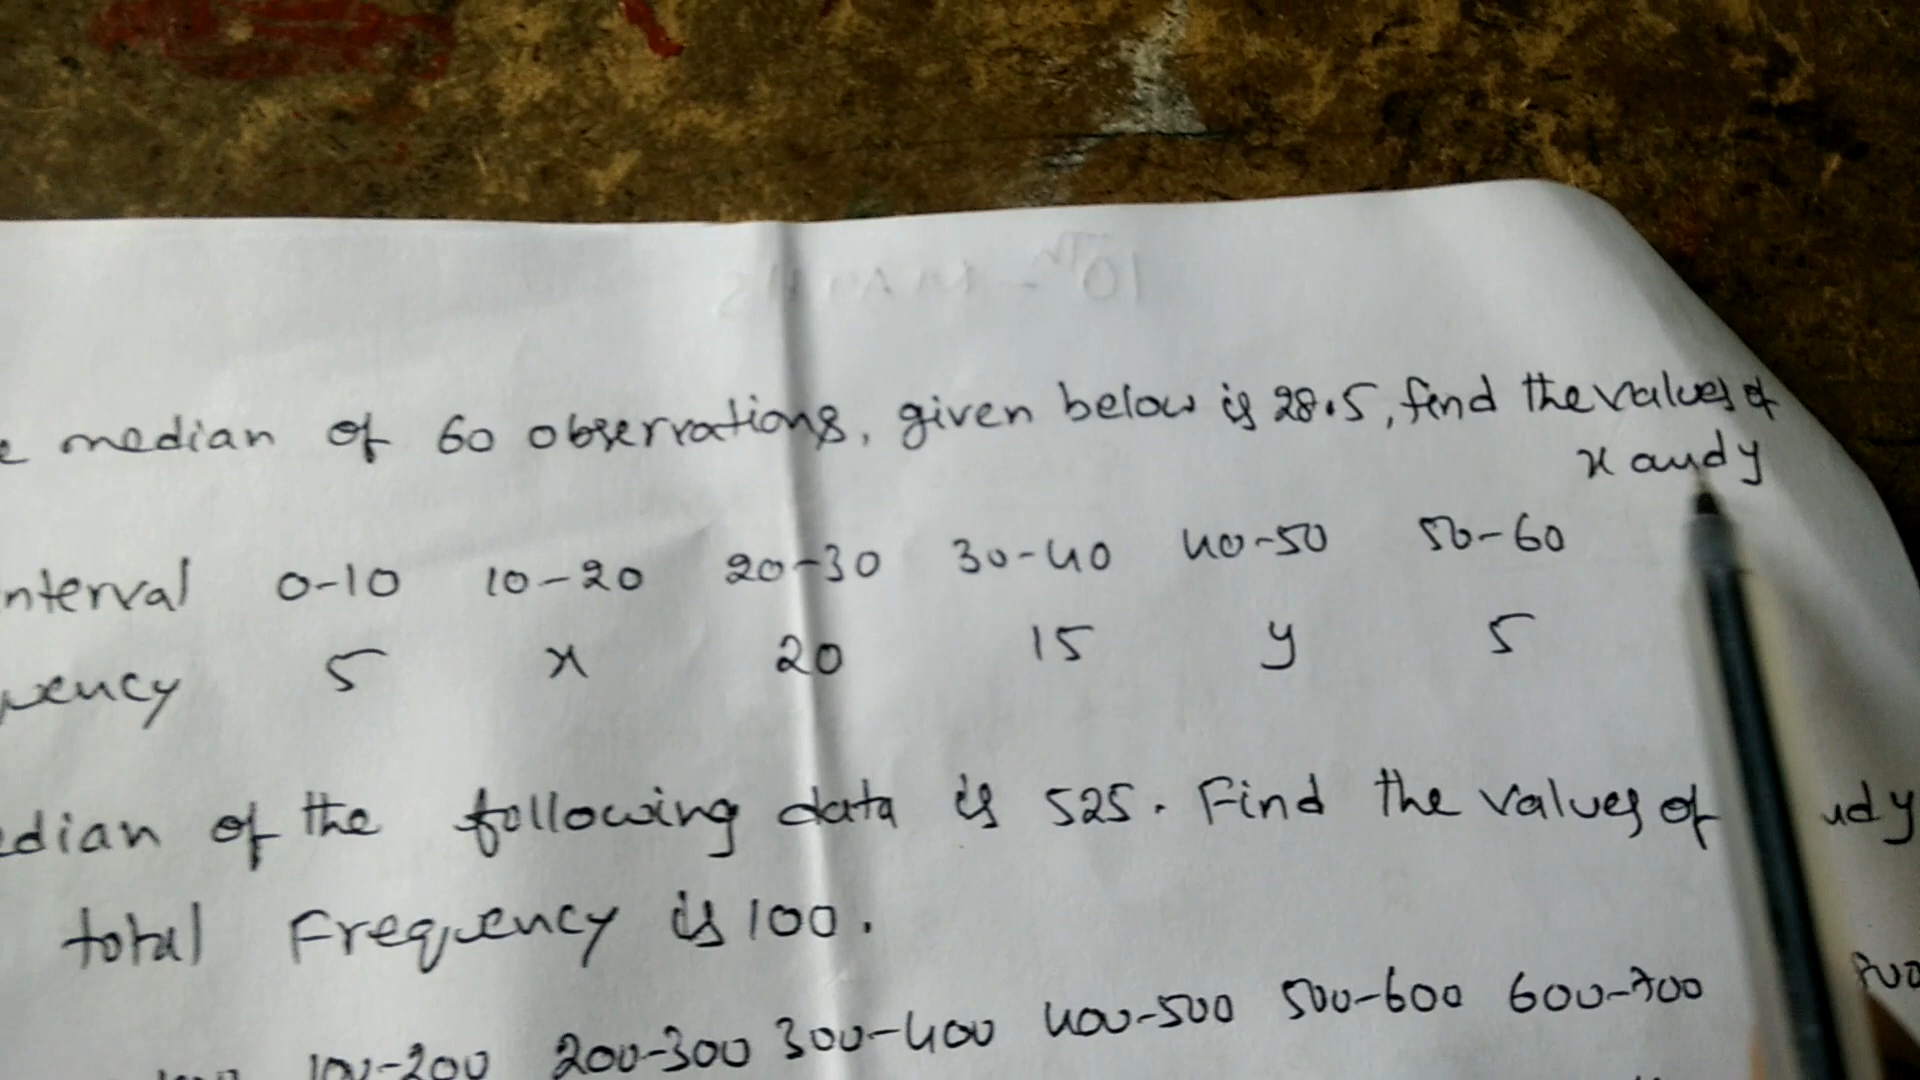 median of 60 observations, given below is 28.5, find the values of
x and y
nterval 0-10 10-20 20-30 30-40 40-50 50-60
uency 5 x 20 15 y 5
edian of the following data is 525. Find the values of udy
total Frequency is 100.
100-200 200-300 300-400 400-500 500-600 600-700